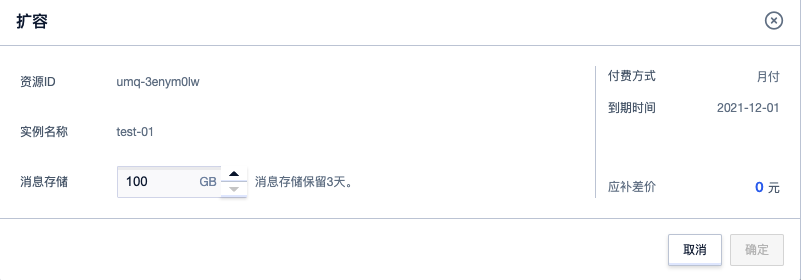 扩容
资源ID umq-3enym0lw
实例名称 test-01
消息存储 100 GB 消息存储保留3天。
付费方式 月付
到期时间 2021-12-01
应补差价 0 元
取消 确定